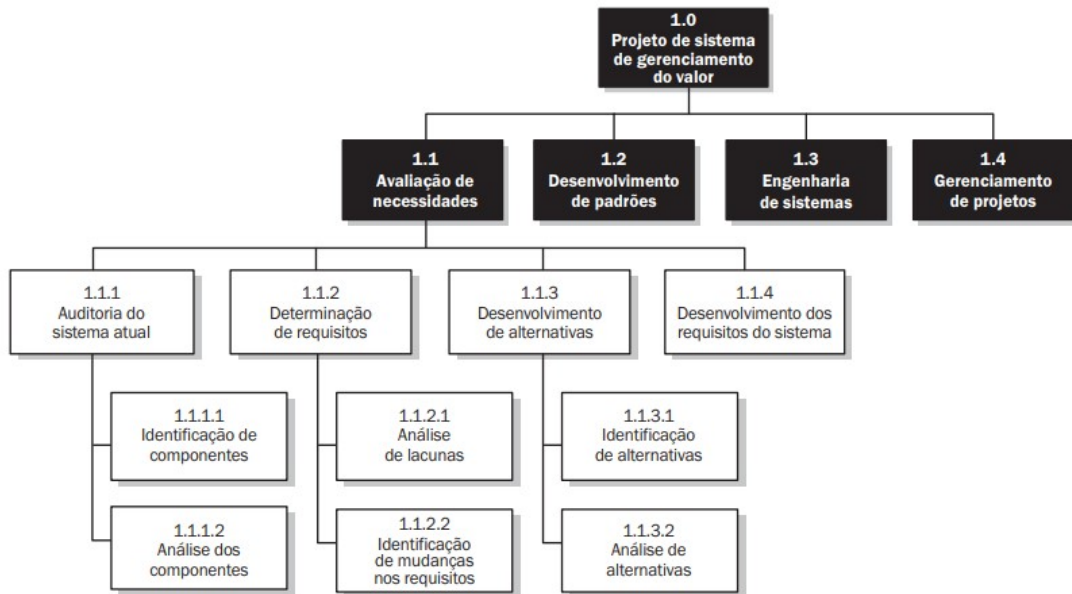 1.0
Projeto de sistema
de gerenciamento
do valor
1.1
Avaliação de
necessidades
1.2
Desenvolvimento
de padrões
1.3
Engenharia
de sistemas
1.4
Gerenciamento
de projetos
1.1.1
Auditoria do
sistema atual
1.1.2
Determinação
de requisitos
1.1.3
Desenvolvimento
de alternativas
1.1.4
Desenvolvimento dos
requisitos do sistema
1.1.1.1
Identificação de
componentes
1.1.2.1
Análise
de lacunas
1.1.3.1
Identificação
de alternativas
1.1.1.2
Análise dos
componentes
1.1.2.2
Identificação
de mudanças
nos requisitos
1.1.3.2
Análise de
alternativas